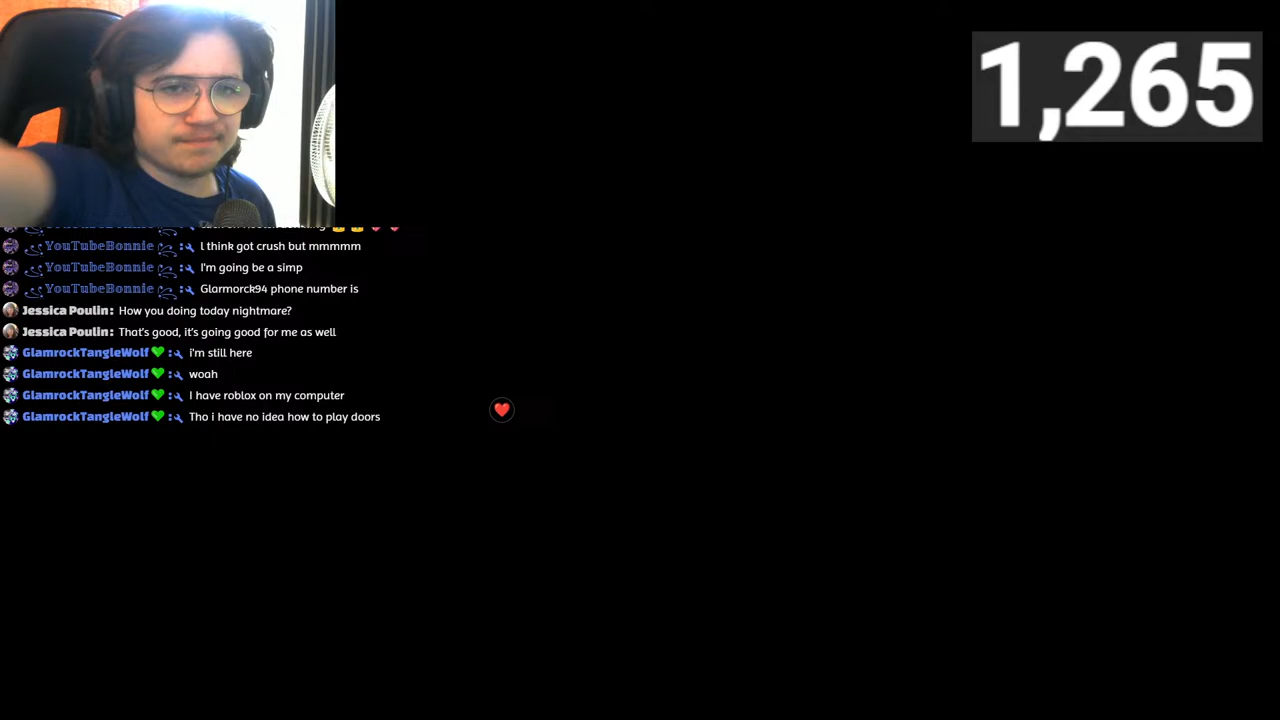 1,265
YouTubeBonnie : l think got crush but mmmmm
YouTubeBonnie : I'm going be a simp
YouTubeBonnie : Glarmorck94 phone number is
Jessica Poulin: How you doing today nightmare?
Jessica Poulin: That's good, it's going good for me as well
GlamrockTangleWolf : i'm still here
GlamrockTangleWolf : woah
GlamrockTangleWolf : I have roblox on my computer
GlamrockTangleWolf : Tho i have no idea how to play doors